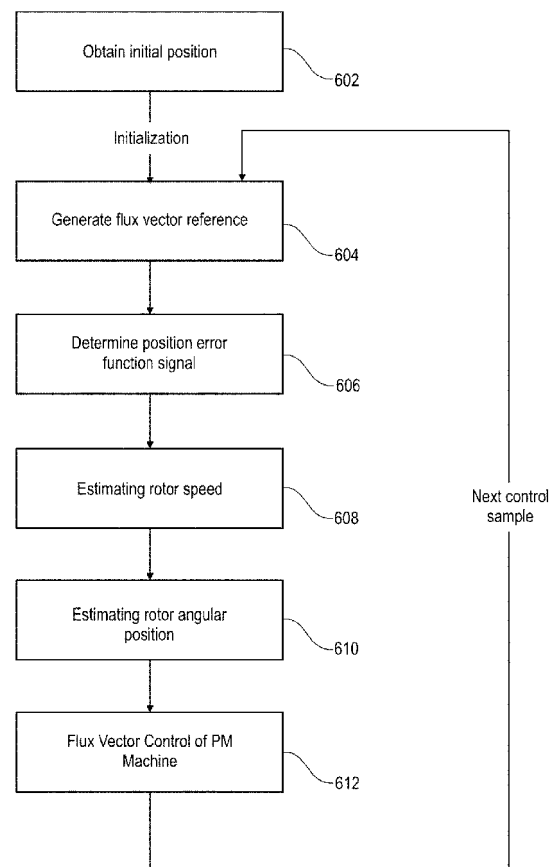 Obtain initial position
602
Initialization
Generate flux vector reference
604
Determine position error
function signal
606
Estimating rotor speed
608
Next control
sample
Estimating rotor angular
position
610
Flux Vector Control of PM
Machine
612